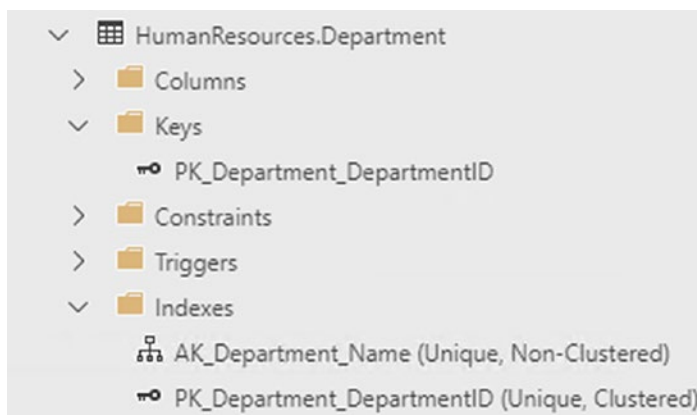 HumanResources.Department
Columns
Keys
PK_Department_DepartmentID
Constraints
Triggers
Indexes
AK_Department_Name (Unique, Non-Clustered)
PK_Department_DepartmentID (Unique, Clustered)